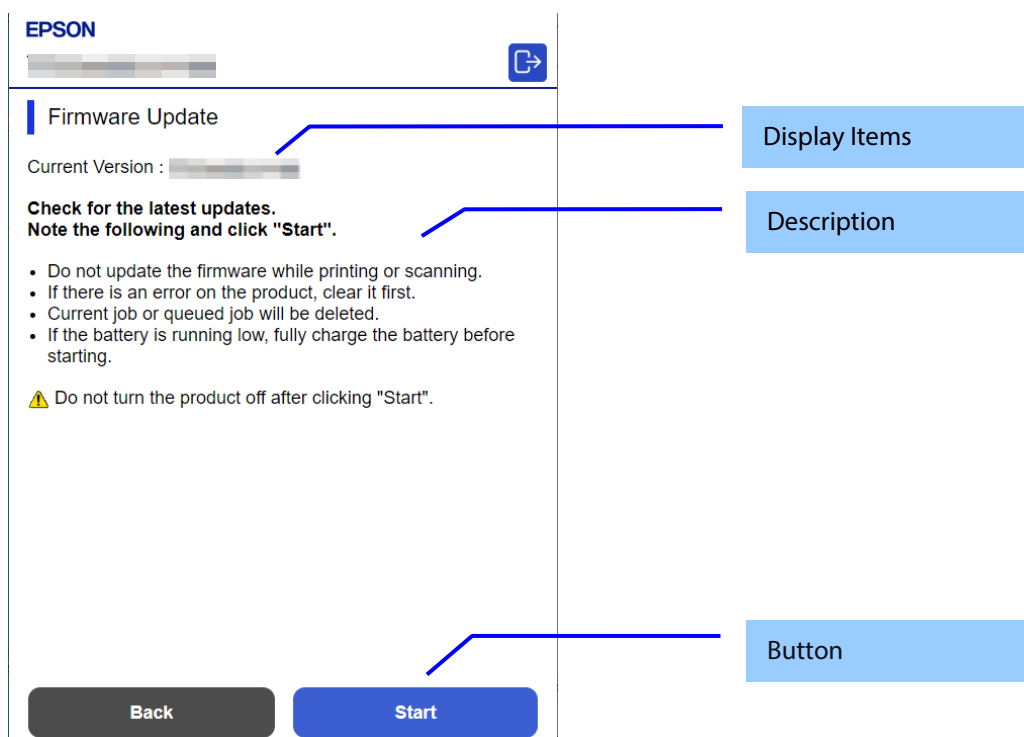 EPSON
Firmware Update
Current Version :
Check for the latest updates.
Note the following and click "Start".
• Do not update the firmware while printing or scanning.
• If there is an error on the product, clear it first.
• Current job or queued job will be deleted.
• If the battery is running low, fully charge the battery before
starting.
Do not turn the product off after clicking "Start".
Back
Start
Display Items
Description
Button